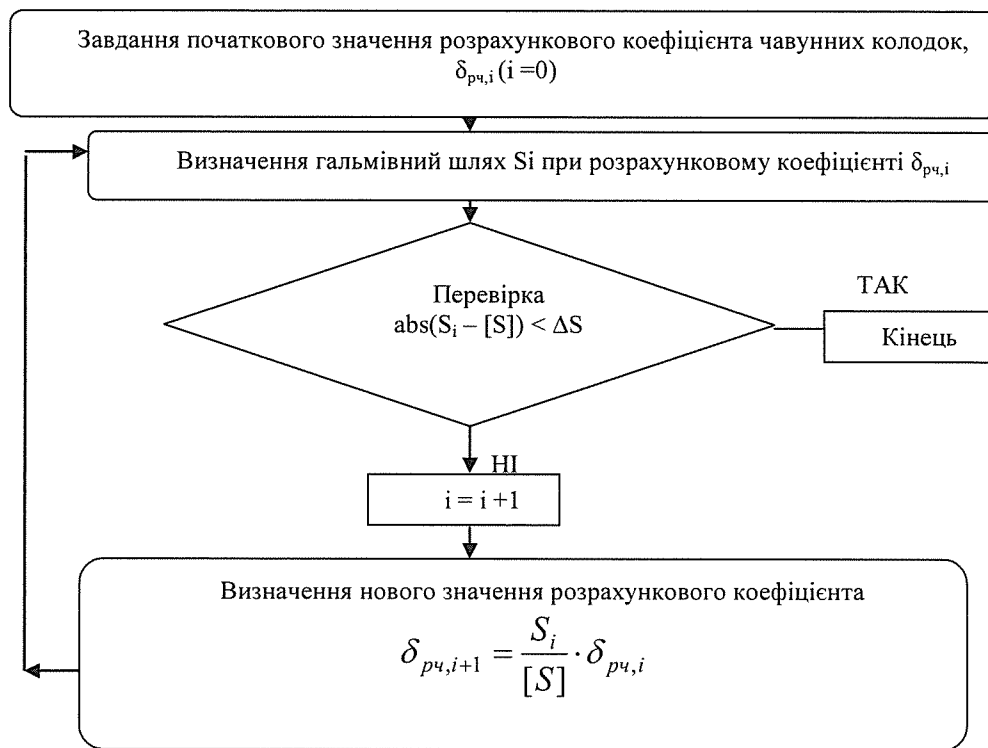 Завдання початкового значення розрахункового коефіцієнта чавунних колодок,
δрч,i (i =0)
Визначення гальмівний шлях Si при розрахунковому коефіцієнті δрч,i
Перевірка
abs(Si – [S]) < ΔS
ТАК
Кінець
НІ
i = i +1
Визначення нового значення розрахункового коефіцієнта
δрч,i+1 = Si/[S] · δрч,i